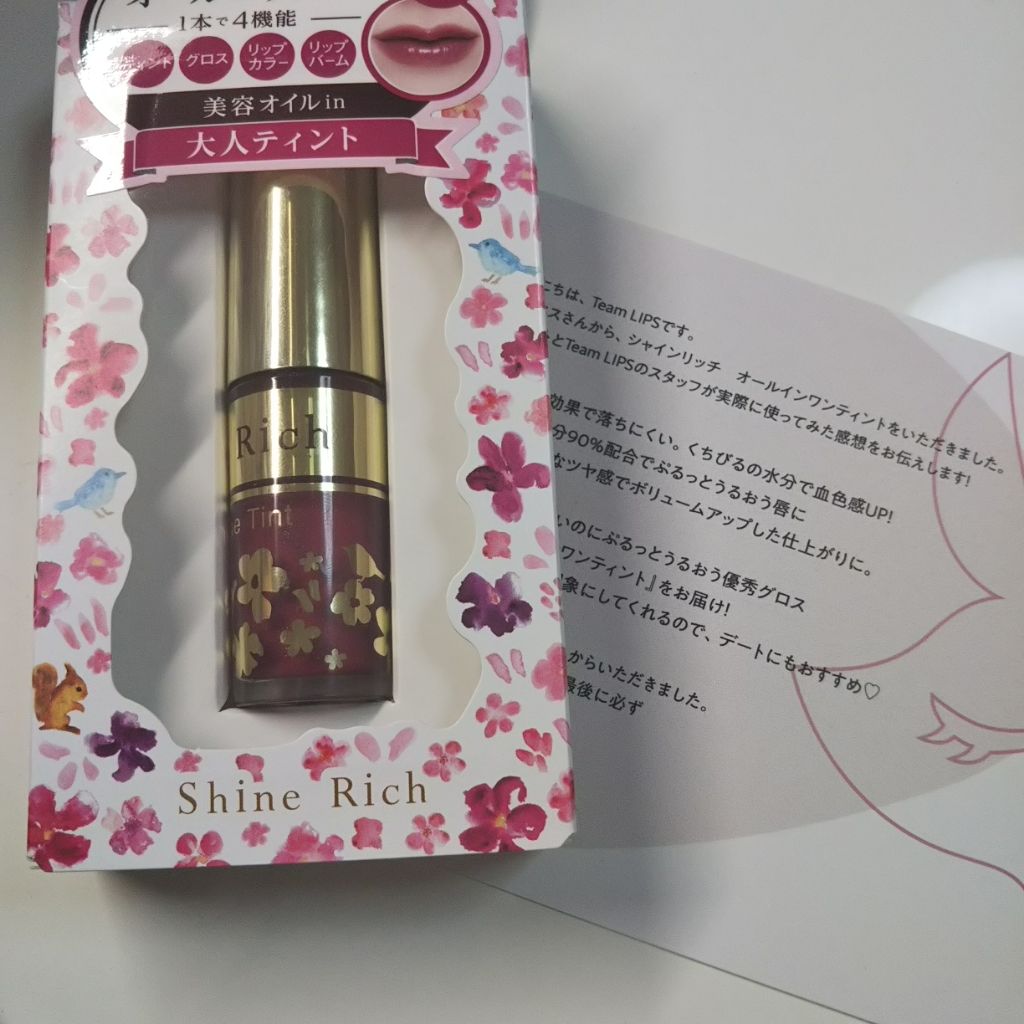 1本で4機能
ティント
グロス
リップ
カラー
リップ
バーム
美容オイルin
大人ティント
Rich
e Tint
Shine Rich
こちは、Team LIPSです。
スさんから、シャインリッチ オールインワンティントをいただきました。
とTeam LIPSのスタッフが実際に使ってみた感想をお伝えします!
効果で落ちにくい。くちびるの水分で血色感UP!
分90%配合でぷるっとうるおう唇に
なツヤ感でボリュームアップした仕上がりに。
いのにぷるっとうるおう優秀グロス
ワンティント』をお届け!
象にしてくれるので、デートにもおすすめ♡
からいただきました。
最後に必ず